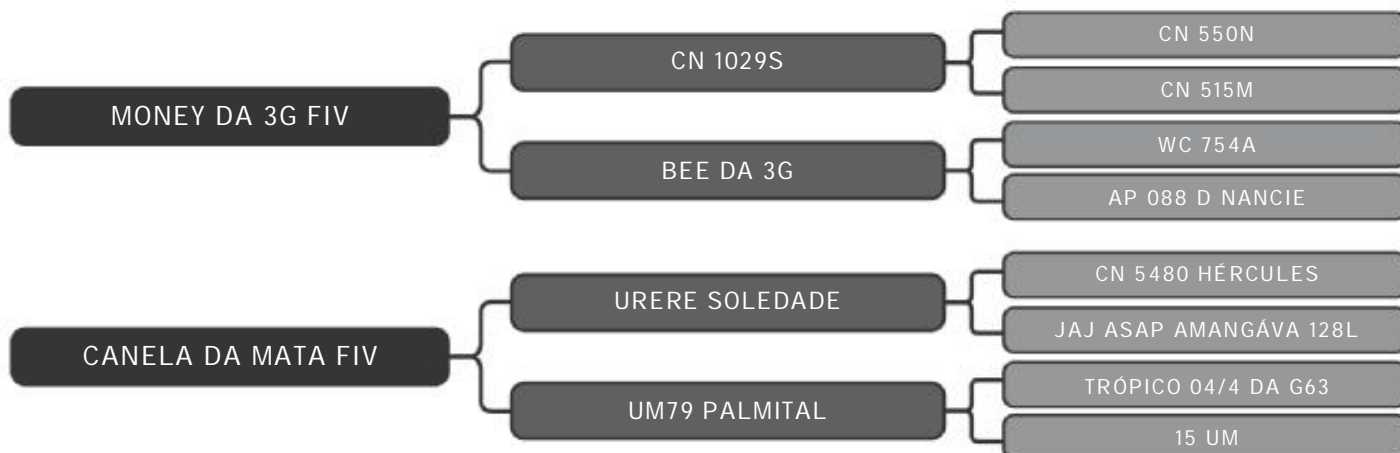 CN 550N
CN 1029S
CN 515M
MONEY DA 3G FIV
WC 754A
BEE DA 3G
AP 088 D NANCIE
CN 5480 HÉRCULES
URERE SOLEDADE
JAJ ASAP AMANGÁVA 128L
CANELA DA MATA FIV
TRÓPICO 04/4 DA G63
UM79 PALMITAL
15 UM